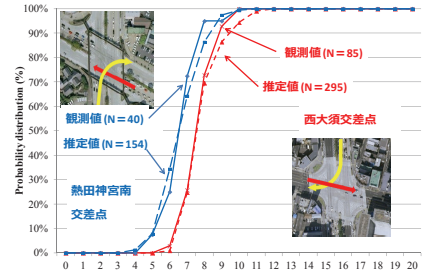 Probability distribution (%)
100%
90%
80%
70%
60%
50%
40%
30%
20%
10%
0%
観測値(N=85)
推定値(N=295)
観測値(N=40)
推定値(N=154)
西大須交差点
熱田神宮南
交差点
0 1 2 3 4 5 6 7 8 9 10 11 12 13 14 15 16 17 18 19 20